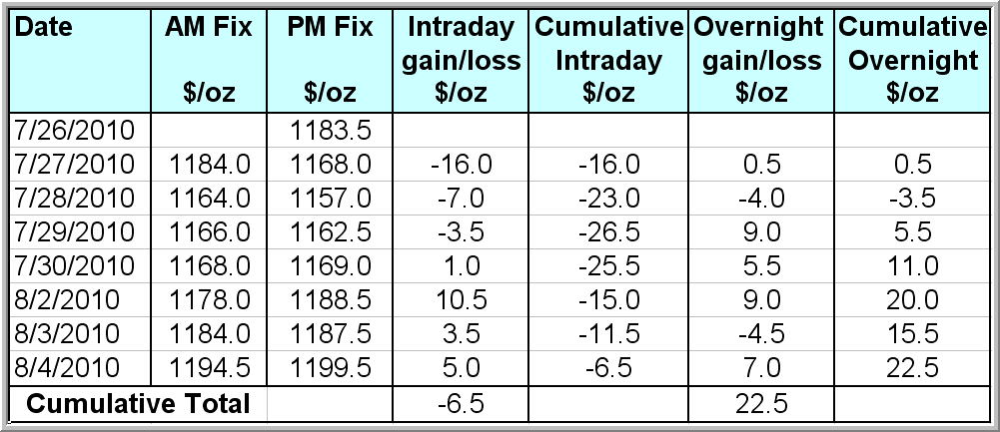 Date AM Fix PM Fix Intraday Cumulative Overnight Cumulative
gain/loss Intraday gain/loss Overnight
$/oz $/oz $/oz $/oz $/oz $/oz
7/26/2010 1183.5
7/27/2010 1184.0 1168.0 -16.0 -16.0 0.5 0.5
7/28/2010 1164.0 1157.0 -7.0 -23.0 -4.0 -3.5
7/29/2010 1166.0 1162.5 -3.5 -26.5 9.0 5.5
7/30/2010 1168.0 1169.0 1.0 -25.5 5.5 11.0
8/2/2010 1178.0 1188.5 10.5 -15.0 9.0 20.0
8/3/2010 1184.0 1187.5 3.5 -11.5 -4.5 15.5
8/4/2010 1194.5 1199.5 5.0 -6.5 7.0 22.5
Cumulative Total -6.5 22.5